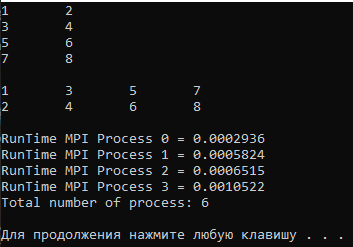 1 2
3 4
5 6
7 8
1 3 5 7
2 4 6 8
RunTime MPI Process 0 = 0.0002936
RunTime MPI Process 1 = 0.0005824
RunTime MPI Process 2 = 0.0006515
RunTime MPI Process 3 = 0.0010522
Total number of process: 6
Для продолжения нажмите любую клавишу . . .